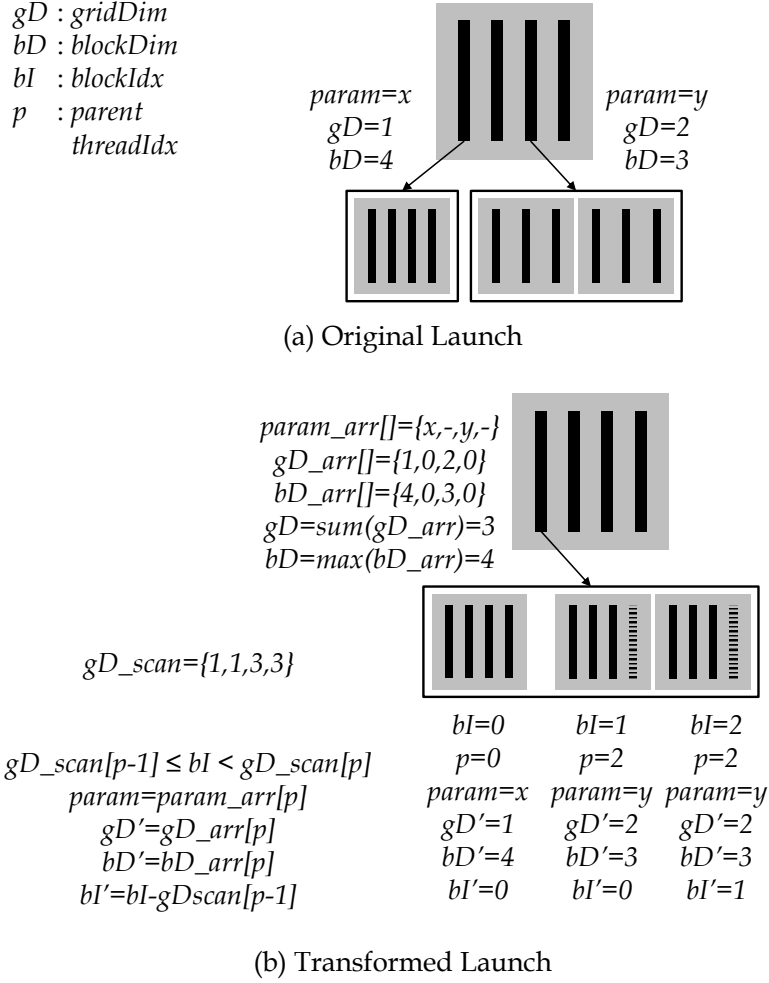 gD : gridDim
bD : blockDim
bI : blockIdx
p : parent
threadIdx
param=x
gD=1
bD=4
param=y
gD=2
bD=3
(a) Original Launch
param_arr[]={x,-,y,-}
gD_arr[]={1,0,2,0}
bD_arr[]={4,0,3,0}
gD=sum(gD_arr)=3
bD=max(bD_arr)=4
gD_scan={1,1,3,3}
gD_scan[p-1] ≤ bI < gD_scan[p]
param=param_arr[p]
gD’=gD_arr[p]
bD’=bD_arr[p]
bI’=bI-gDscan[p-1]
bI=0
p=0
param=x
gD’=1
bD’=4
bI’=0
bI=1
p=2
param=y
gD’=2
bD’=3
bI’=0
bI=2
p=2
param=y
gD’=2
bD’=3
bI’=1
(b) Transformed Launch